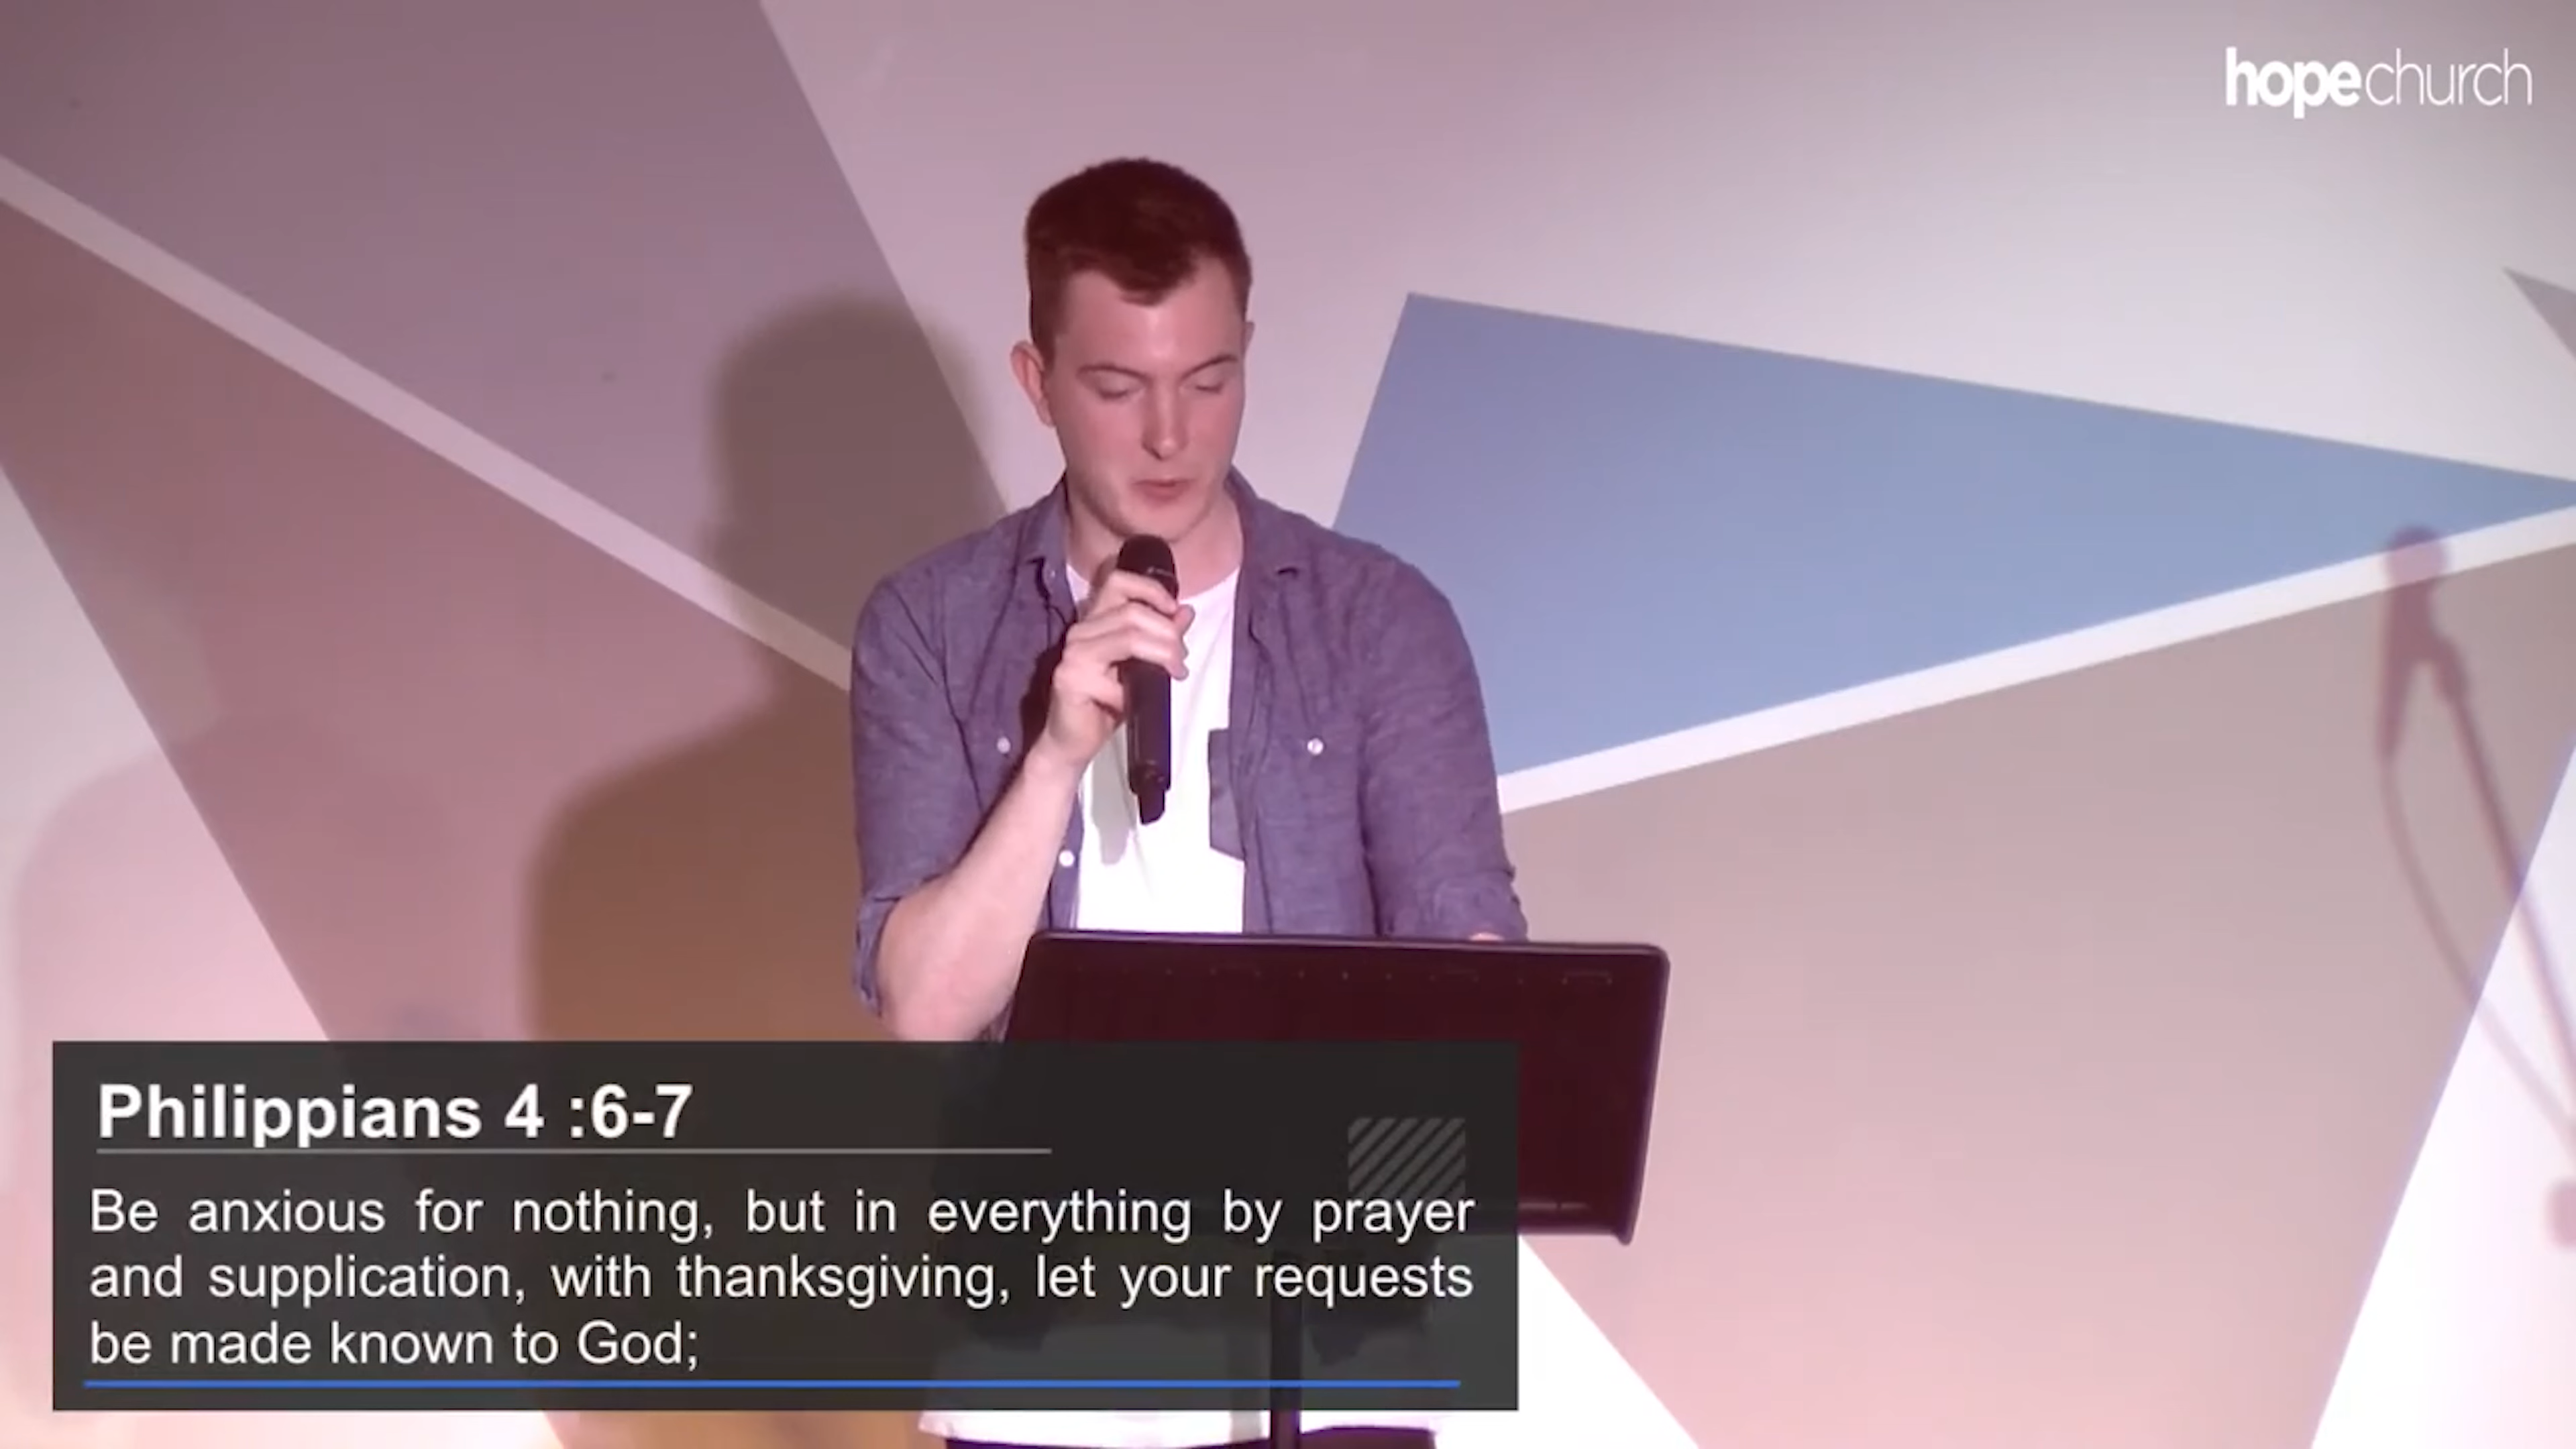 hopechurch
Philippians 4 :6-7
Be anxious for nothing, but in everything by prayer
and supplication, with thanksgiving, let your requests
be made known to God;